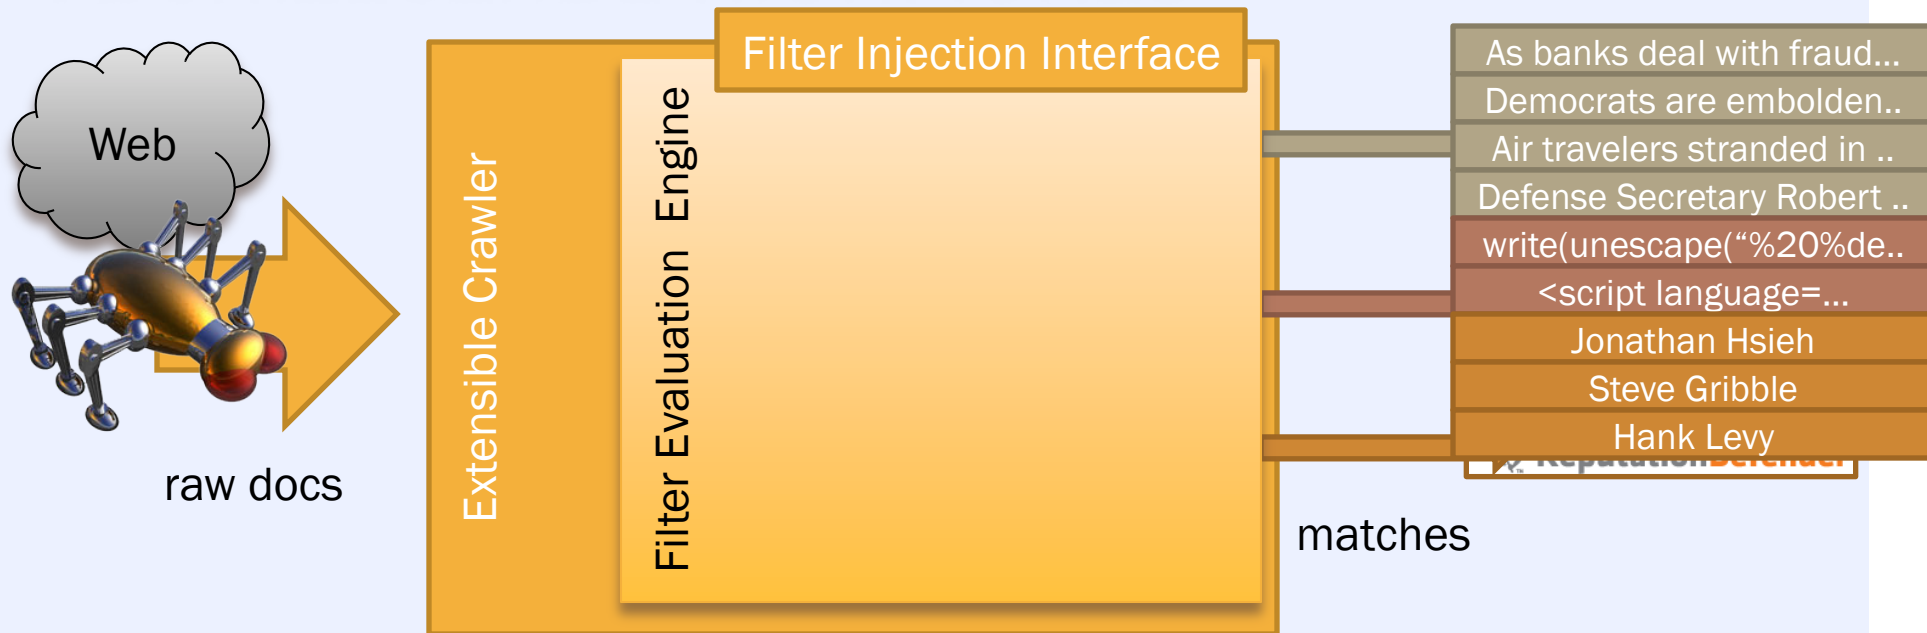 Filter Injection Interface
Web
raw docs
Extensible Crawler
Filter Evaluation Engine
As banks deal with fraud...
Democrats are embolden..
Air travelers stranded in ..
Defense Secretary Robert ..
write(unescape(“%20%de..
<script language=...
Jonathan Hsieh
Steve Gribble
Hank Levy
ReputationDefender
matches